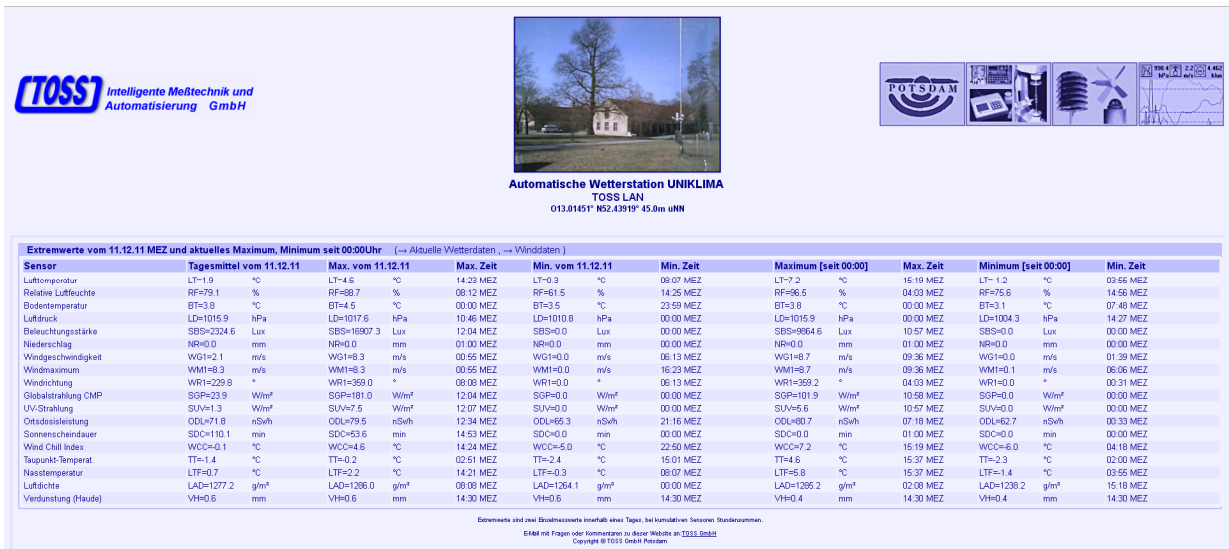 TOSS Intelligente Meßtechnik und
Automatisierung GmbH
POTSDAM
998.4 hPa 2.2 m/s 4.462 klux
Automatische Wetterstation UNIKLIMA
TOSS LAN
O13.01451° N52.43919° 45.0m üNN
Extremwerte vom 11.12.11 MEZ und aktuelles Maximum, Minimum seit 00:00Uhr (→ Aktuelle Wetterdaten , → Winddaten )
Sensor Tagesmittel vom 11.12.11 Max. vom 11.12.11 Max. Zeit Min. vom 11.12.11 Min. Zeit Maximum [seit 00:00] Max. Zeit Minimum [seit 00:00] Min. Zeit
Lufttemperatur LT=1.9 °C LT=4.6 °C 14:23 MEZ LT=0.3 °C 08:07 MEZ LT=7.2 °C 15:19 MEZ LT=-1.2 °C 03:55 MEZ
Relative Luftfeuchte RF=79.1 % RF=88.7 % 08:12 MEZ RF=61.5 % 14:25 MEZ RF=96.5 % 04:03 MEZ RF=75.6 % 14:56 MEZ
Bodentemperatur BT=3.8 °C BT=4.5 °C 00:00 MEZ BT=3.5 °C 23:59 MEZ BT=3.8 °C 00:00 MEZ BT=3.1 °C 07:48 MEZ
Luftdruck LD=1015.9 hPa LD=1017.6 hPa 10:46 MEZ LD=1010.8 hPa 00:00 MEZ LD=1015.9 hPa 00:00 MEZ LD=1004.3 hPa 14:27 MEZ
Beleuchtungsstärke SBS=2324.6 Lux SBS=16907.3 Lux 12:04 MEZ SBS=0.0 Lux 00:00 MEZ SBS=9864.6 Lux 10:57 MEZ SBS=0.0 Lux 00:00 MEZ
Niederschlag NR=0.0 mm NR=0.0 mm 01:00 MEZ NR=0.0 mm 00:00 MEZ NR=0.0 mm 01:00 MEZ NR=0.0 mm 00:00 MEZ
Windgeschwindigkeit WG1=2.1 m/s WG1=8.3 m/s 00:55 MEZ WG1=0.0 m/s 06:13 MEZ WG1=8.7 m/s 09:36 MEZ WG1=0.0 m/s 01:39 MEZ
Windmaximum WM1=8.3 m/s WM1=8.3 m/s 00:55 MEZ WM1=0.0 m/s 16:23 MEZ WM1=8.7 m/s 09:36 MEZ WM1=0.1 m/s 06:06 MEZ
Windrichtung WR1=229.8 ° WR1=359.0 ° 08:08 MEZ WR1=0.0 ° 06:13 MEZ WR1=359.2 ° 04:03 MEZ WR1=0.0 ° 00:31 MEZ
Globalstrahlung CMP SGP=23.9 W/m² SGP=181.0 W/m² 12:04 MEZ SGP=0.0 W/m² 00:00 MEZ SGP=101.9 W/m² 10:58 MEZ SGP=0.0 W/m² 00:00 MEZ
UV-Strahlung SUV=1.3 W/m² SUV=7.5 W/m² 12:07 MEZ SUV=0.0 W/m² 00:00 MEZ SUV=5.6 W/m² 10:57 MEZ SUV=0.0 W/m² 00:00 MEZ
Ortsdosisleistung ODL=71.8 nSv/h ODL=79.5 nSv/h 12:34 MEZ ODL=65.3 nSv/h 21:16 MEZ ODL=80.7 nSv/h 07:18 MEZ ODL=62.7 nSv/h 00:33 MEZ
Sonnenscheindauer SDC=110.1 min SDC=53.6 min 14:53 MEZ SDC=0.0 min 00:00 MEZ SDC=0.0 min 01:00 MEZ SDC=0.0 min 00:00 MEZ
Wind Chill Index WCC=-0.1 °C WCC=4.6 °C 14:24 MEZ WCC=-5.0 °C 22:50 MEZ WCC=7.2 °C 15:19 MEZ WCC=-6.0 °C 04:18 MEZ
Taupunkt-Temperat. TT=-1.4 °C TT=-0.2 °C 02:51 MEZ TT=-2.4 °C 15:01 MEZ TT=4.6 °C 15:37 MEZ TT=-2.3 °C 02:00 MEZ
Nasstemperatur LTF=0.7 °C LTF=2.2 °C 14:21 MEZ LTF=-0.3 °C 08:07 MEZ LTF=5.8 °C 15:37 MEZ LTF=-1.4 °C 03:55 MEZ
Luftdichte LAD=1277.2 g/m³ LAD=1286.0 g/m³ 08:08 MEZ LAD=1264.1 g/m³ 00:00 MEZ LAD=1285.2 g/m³ 02:08 MEZ LAD=1238.2 g/m³ 15:18 MEZ
Verdunstung (Haude) VH=0.6 mm VH=0.6 mm 14:30 MEZ VH=0.6 mm 14:30 MEZ VH=0.4 mm 14:30 MEZ VH=0.4 mm 14:30 MEZ
Extremwerte sind zwei Einzelmesswerte innerhalb eines Tages, bei kumulativen Sensoren Stundensummen.
E-Mail mit Fragen oder Kommentaren zu dieser Website an:TOSS GmbH
Copyright © TOSS GmbH Potsdam